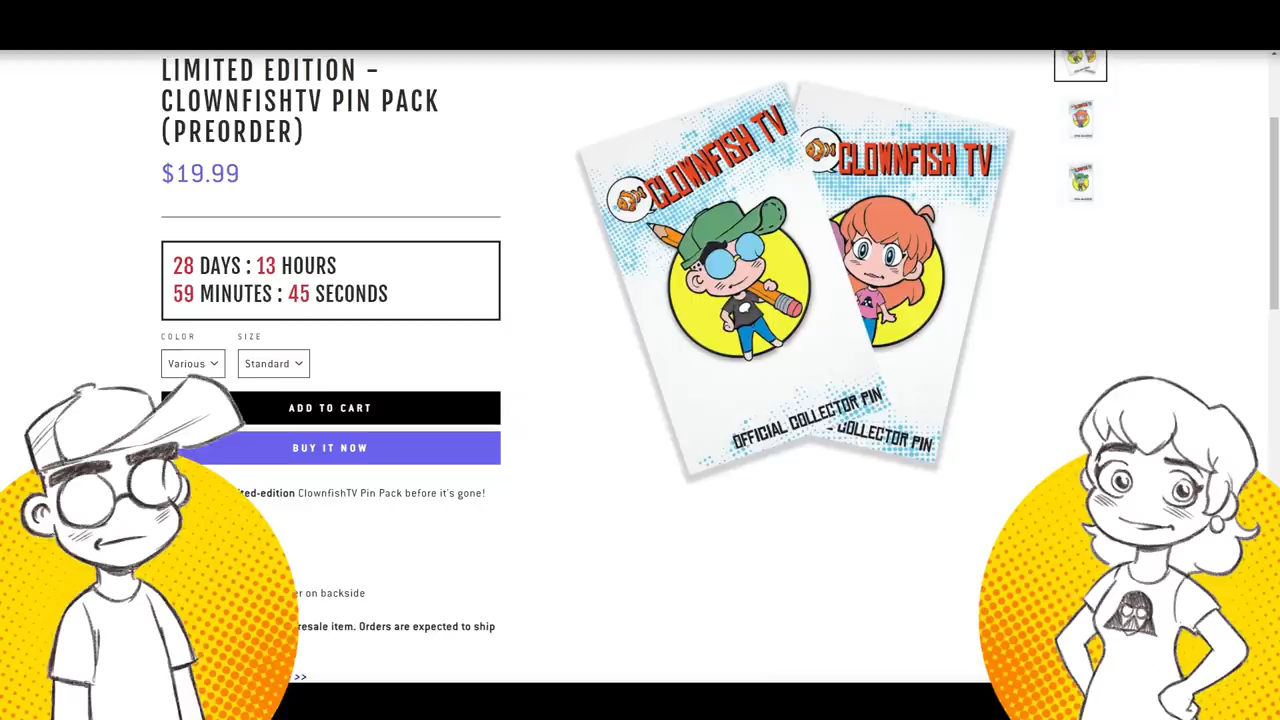 LIMITED EDITION -
CLOWNFISHTV PIN PACK
(PREORDER)
$19.99
28 DAYS : 13 HOURS
59 MINUTES : 45 SECONDS
COLOR SIZE
Various Standard
ADD TO CART
BUY IT NOW
ted-edition ClownfishTV Pin Pack before it's gone!
er on backside
resale item. Orders are expected to ship
>>
CLOWNFISH TV
OFFICIAL COLLECTOR PIN
CLOWNFISH TV
COLLECTOR PIN